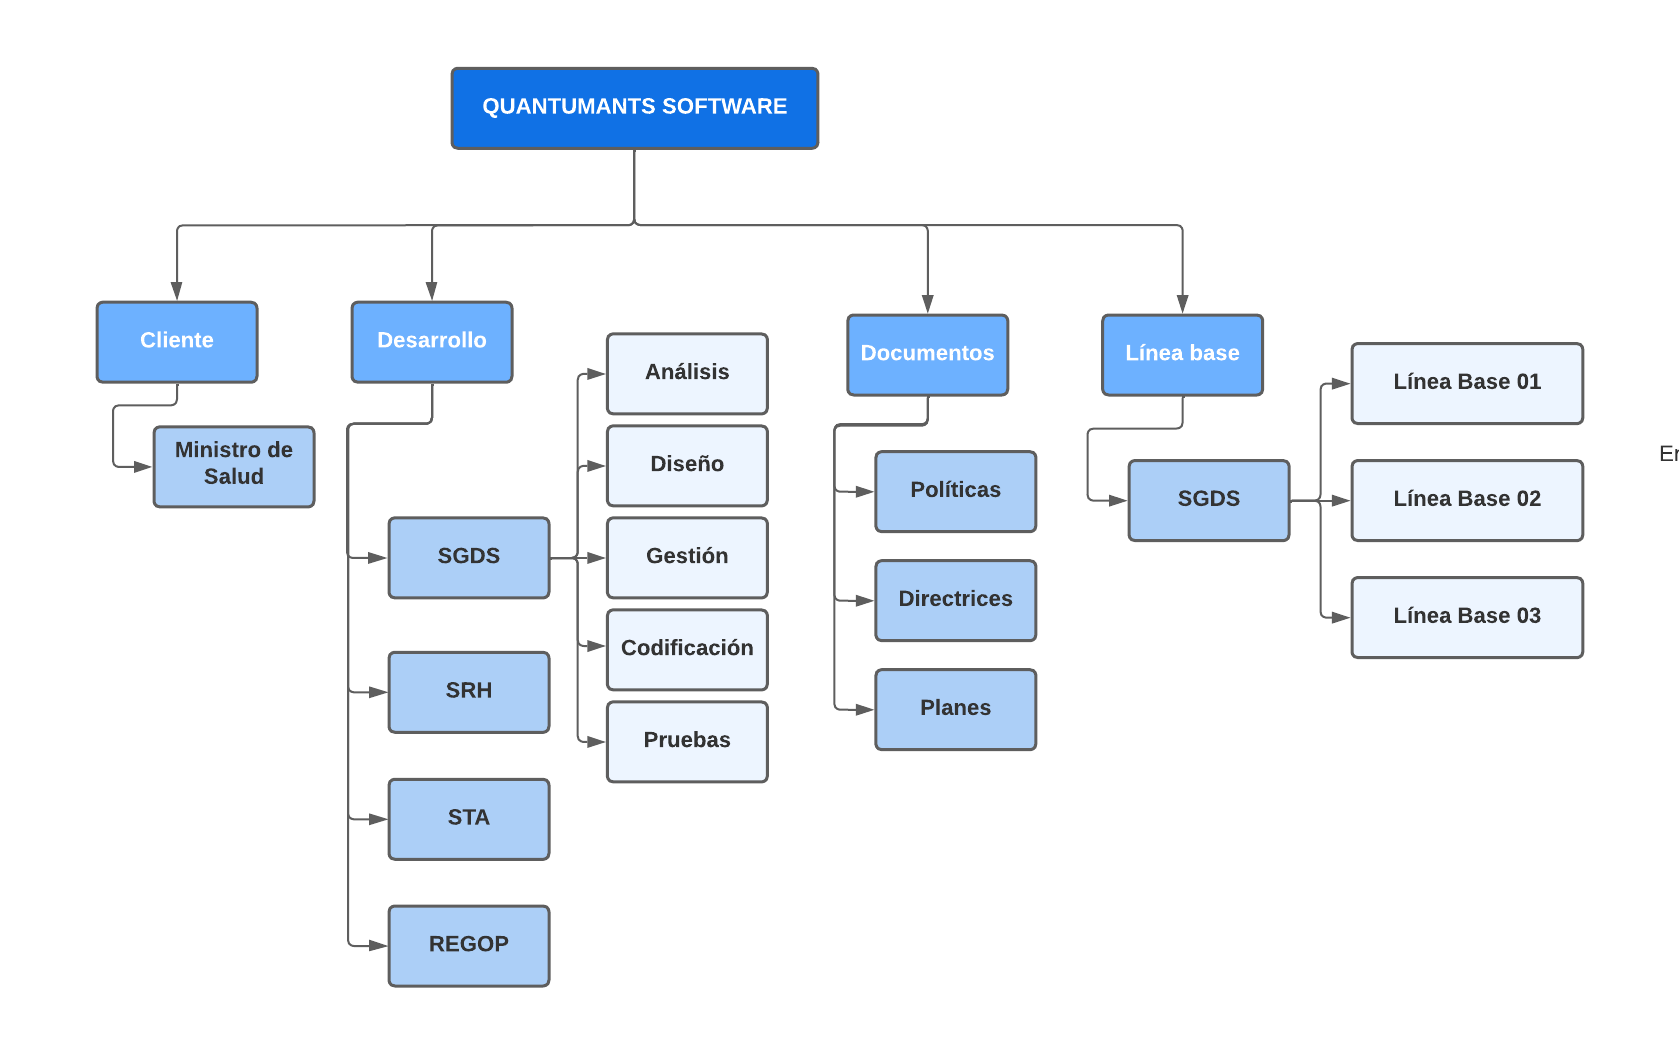 QUANTUMANTS SOFTWARE
Cliente
Ministro de
Salud
Desarrollo
SGDS
Análisis
Diseño
Gestión
Codificación
Pruebas
SRH
STA
REGOP
Documentos
Políticas
Directrices
Planes
Línea base
SGDS
Línea Base 01
Línea Base 02
Línea Base 03